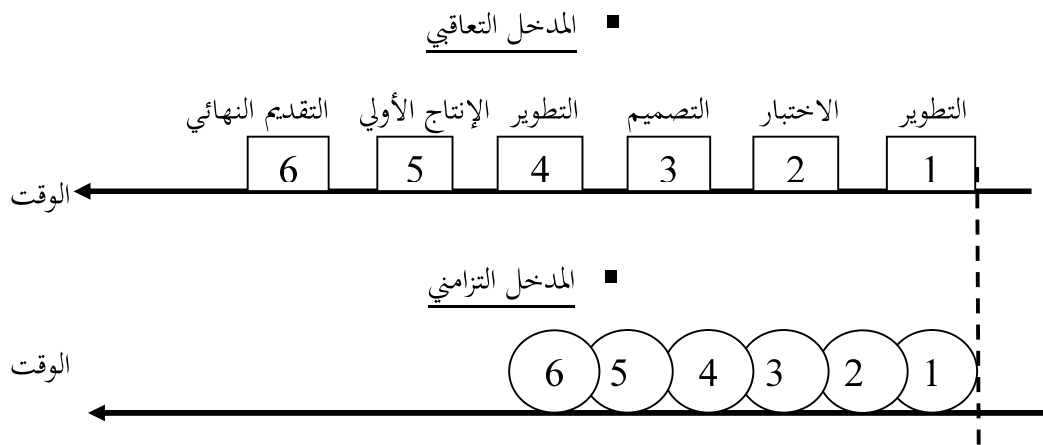 ▪ المدخل التعاقبي
التطوير الاختبار التصميم التطوير الإنتاج الأولي التقديم النهائي
1 2 3 4 5 6
الوقت
▪ المدخل التزامني
1 2 3 4 5 6
الوقت